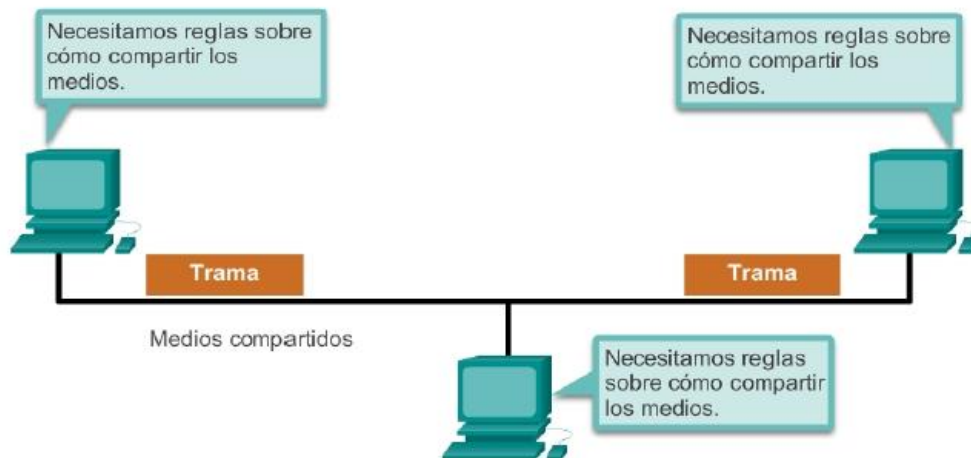 Necesitamos reglas sobre
cómo compartir los
medios.
Necesitamos reglas sobre
cómo compartir los
medios.
Trama
Trama
Medios compartidos
Necesitamos reglas
sobre cómo compartir
los medios.